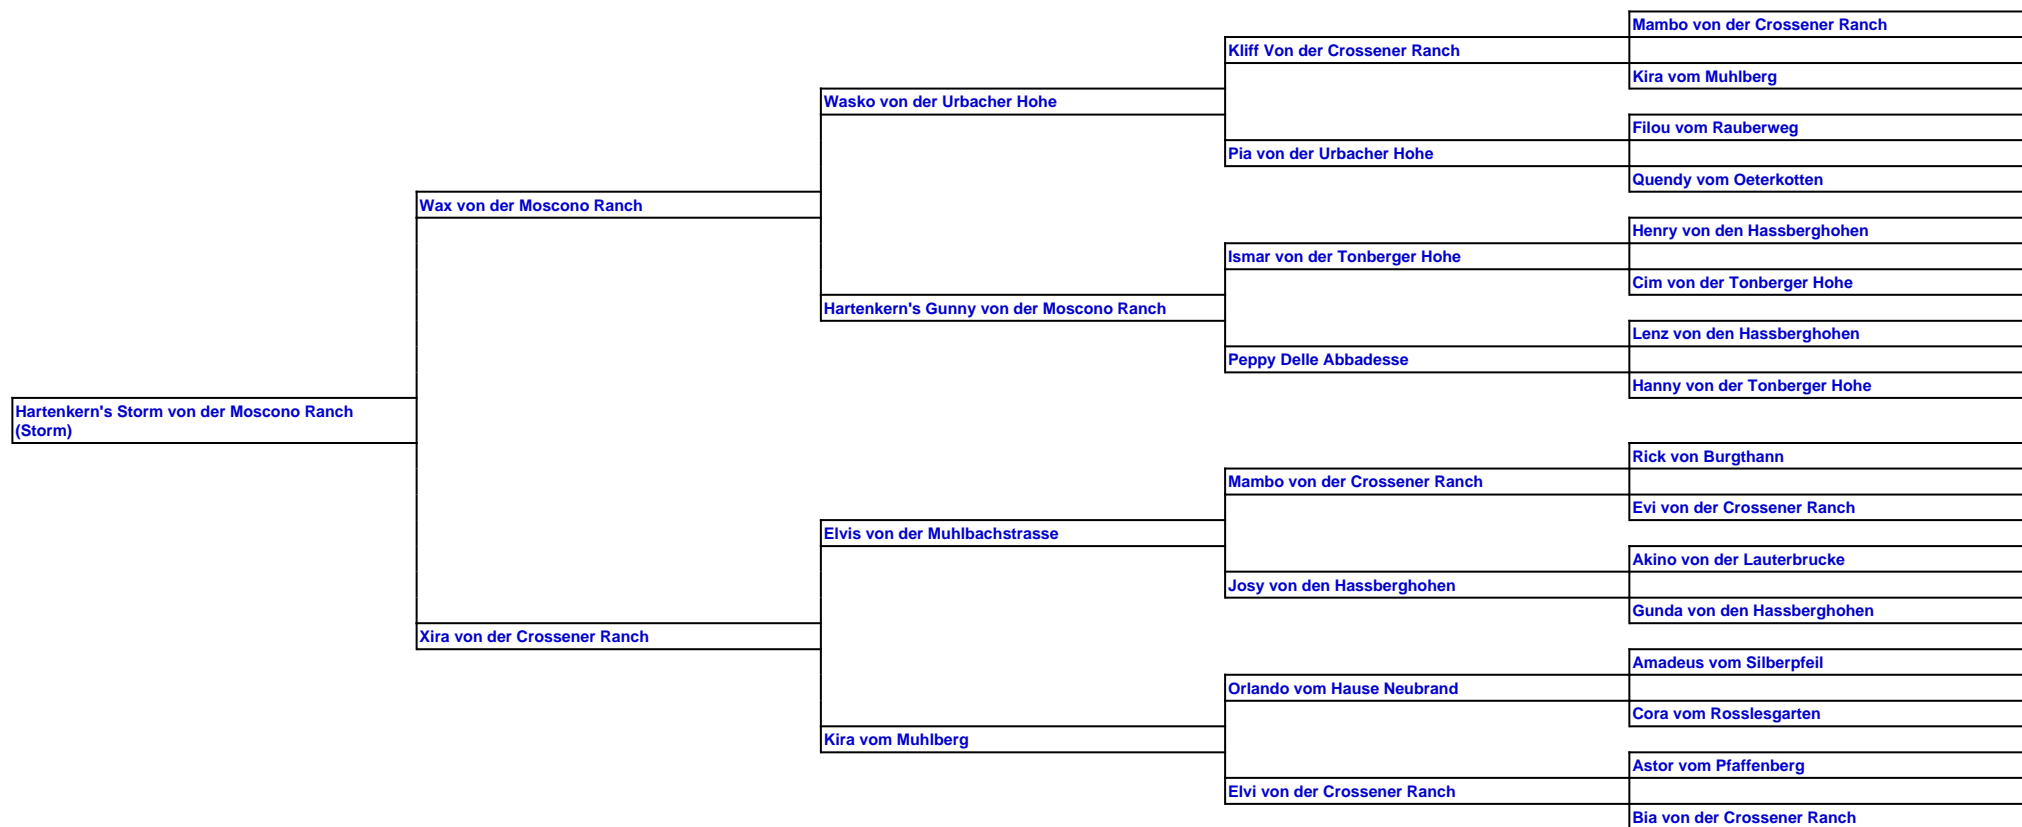 Mambo von der Crossener Ranch
Kliff Von der Crossener Ranch
Kira vom Muhlberg
Wasko von der Urbacher Hohe
Filou vom Rauberweg
Pia von der Urbacher Hohe
Quendy vom Oeterkotten
Wax von der Moscono Ranch
Henry von den Hassberghohen
Ismar von der Tonberger Hohe
Cim von der Tonberger Hohe
Hartenkern's Gunny von der Moscono Ranch
Lenz von den Hassberghohen
Peppy Delle Abbadesse
Hanny von der Tonberger Hohe
Hartenkern's Storm von der Moscono Ranch
(Storm)
Rick von Burgthann
Mambo von der Crossener Ranch
Evi von der Crossener Ranch
Elvis von der Muhlbachstrasse
Akino von der Lauterbrucke
Josy von den Hassberghohen
Gunda von den Hassberghohen
Xira von der Crossener Ranch
Amadeus vom Silberpfeil
Orlando vom Hause Neubrand
Cora vom Rosslesgarten
Kira vom Muhlberg
Astor vom Pfaffenberg
Elvi von der Crossener Ranch
Bia von der Crossener Ranch